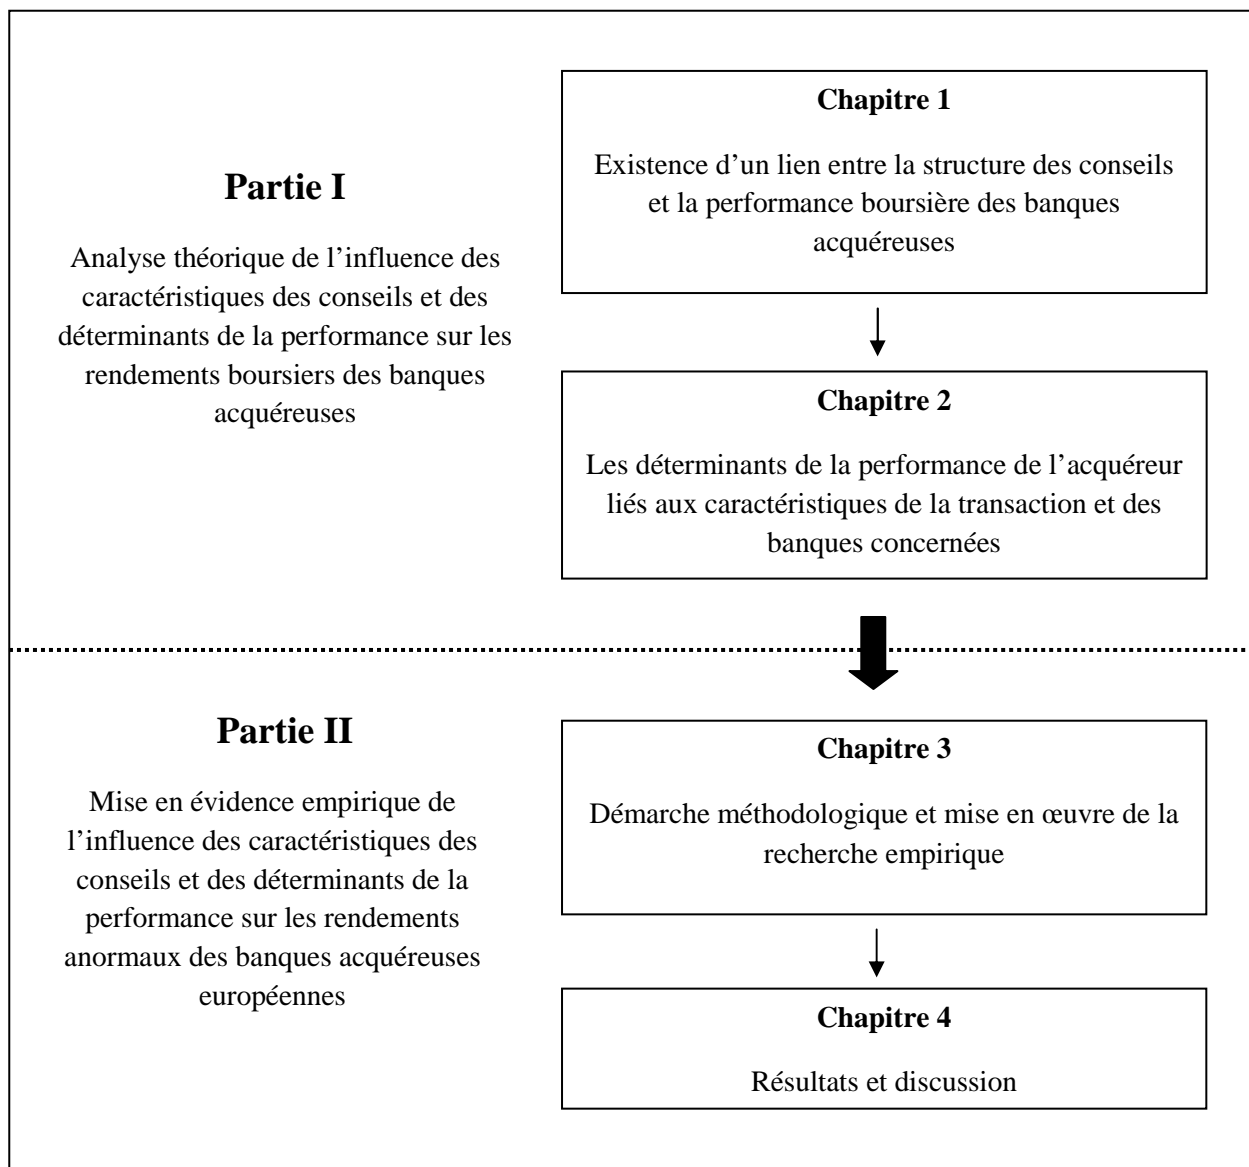 Partie I
Analyse théorique de l’influence des
caractéristiques des conseils et des
déterminants de la performance sur les
rendements boursiers des banques
acquéreuses
Chapitre 1
Existence d’un lien entre la structure des conseils
et la performance boursière des banques
acquéreuses
Chapitre 2
Les déterminants de la performance de l’acquéreur
liés aux caractéristiques de la transaction et des
banques concernées
Partie II
Mise en évidence empirique de
l’influence des caractéristiques des
conseils et des déterminants de la
performance sur les rendements
anormaux des banques acquéreuses
européennes
Chapitre 3
Démarche méthodologique et mise en œuvre de la
recherche empirique
Chapitre 4
Résultats et discussion